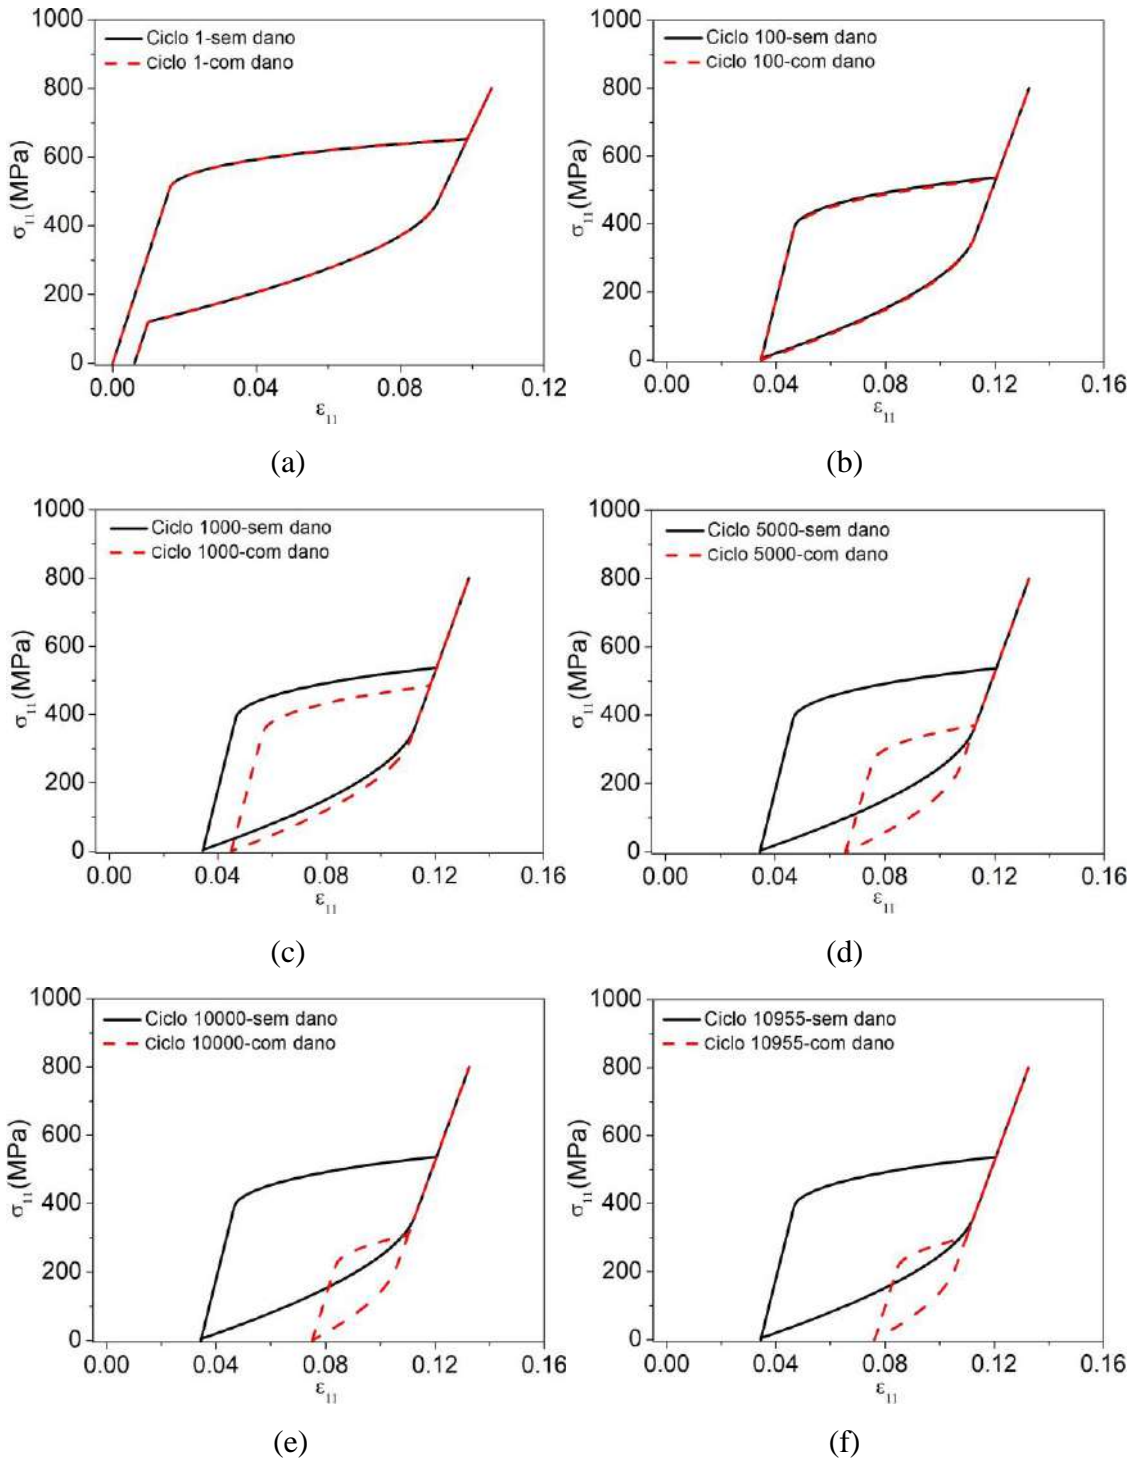 1000
Ciclo 1-sem dano
Ciclo 1-com dano
800
600
400
200
0
σ11(MPa)
0.00 0.04 0.08 0.12
ε11
(a)
1000
Ciclo 100-sem dano
Ciclo 100-com dano
800
600
400
200
0
σ11(MPa)
0.00 0.04 0.08 0.12 0.16
ε11
(b)
1000
Ciclo 1000-sem dano
Ciclo 1000-com dano
800
600
400
200
0
σ11(MPa)
0.00 0.04 0.08 0.12 0.16
ε11
(c)
1000
Ciclo 5000-sem dano
Ciclo 5000-com dano
800
600
400
200
0
σ11(MPa)
0.00 0.04 0.08 0.12 0.16
ε11
(d)
1000
Ciclo 10000-sem dano
Ciclo 10000-com dano
800
600
400
200
0
σ11(MPa)
0.00 0.04 0.08 0.12 0.16
ε11
(e)
1000
Ciclo 10955-sem dano
Ciclo 10955-com dano
800
600
400
200
0
σ11(MPa)
0.00 0.04 0.08 0.12 0.16
ε11
(f)